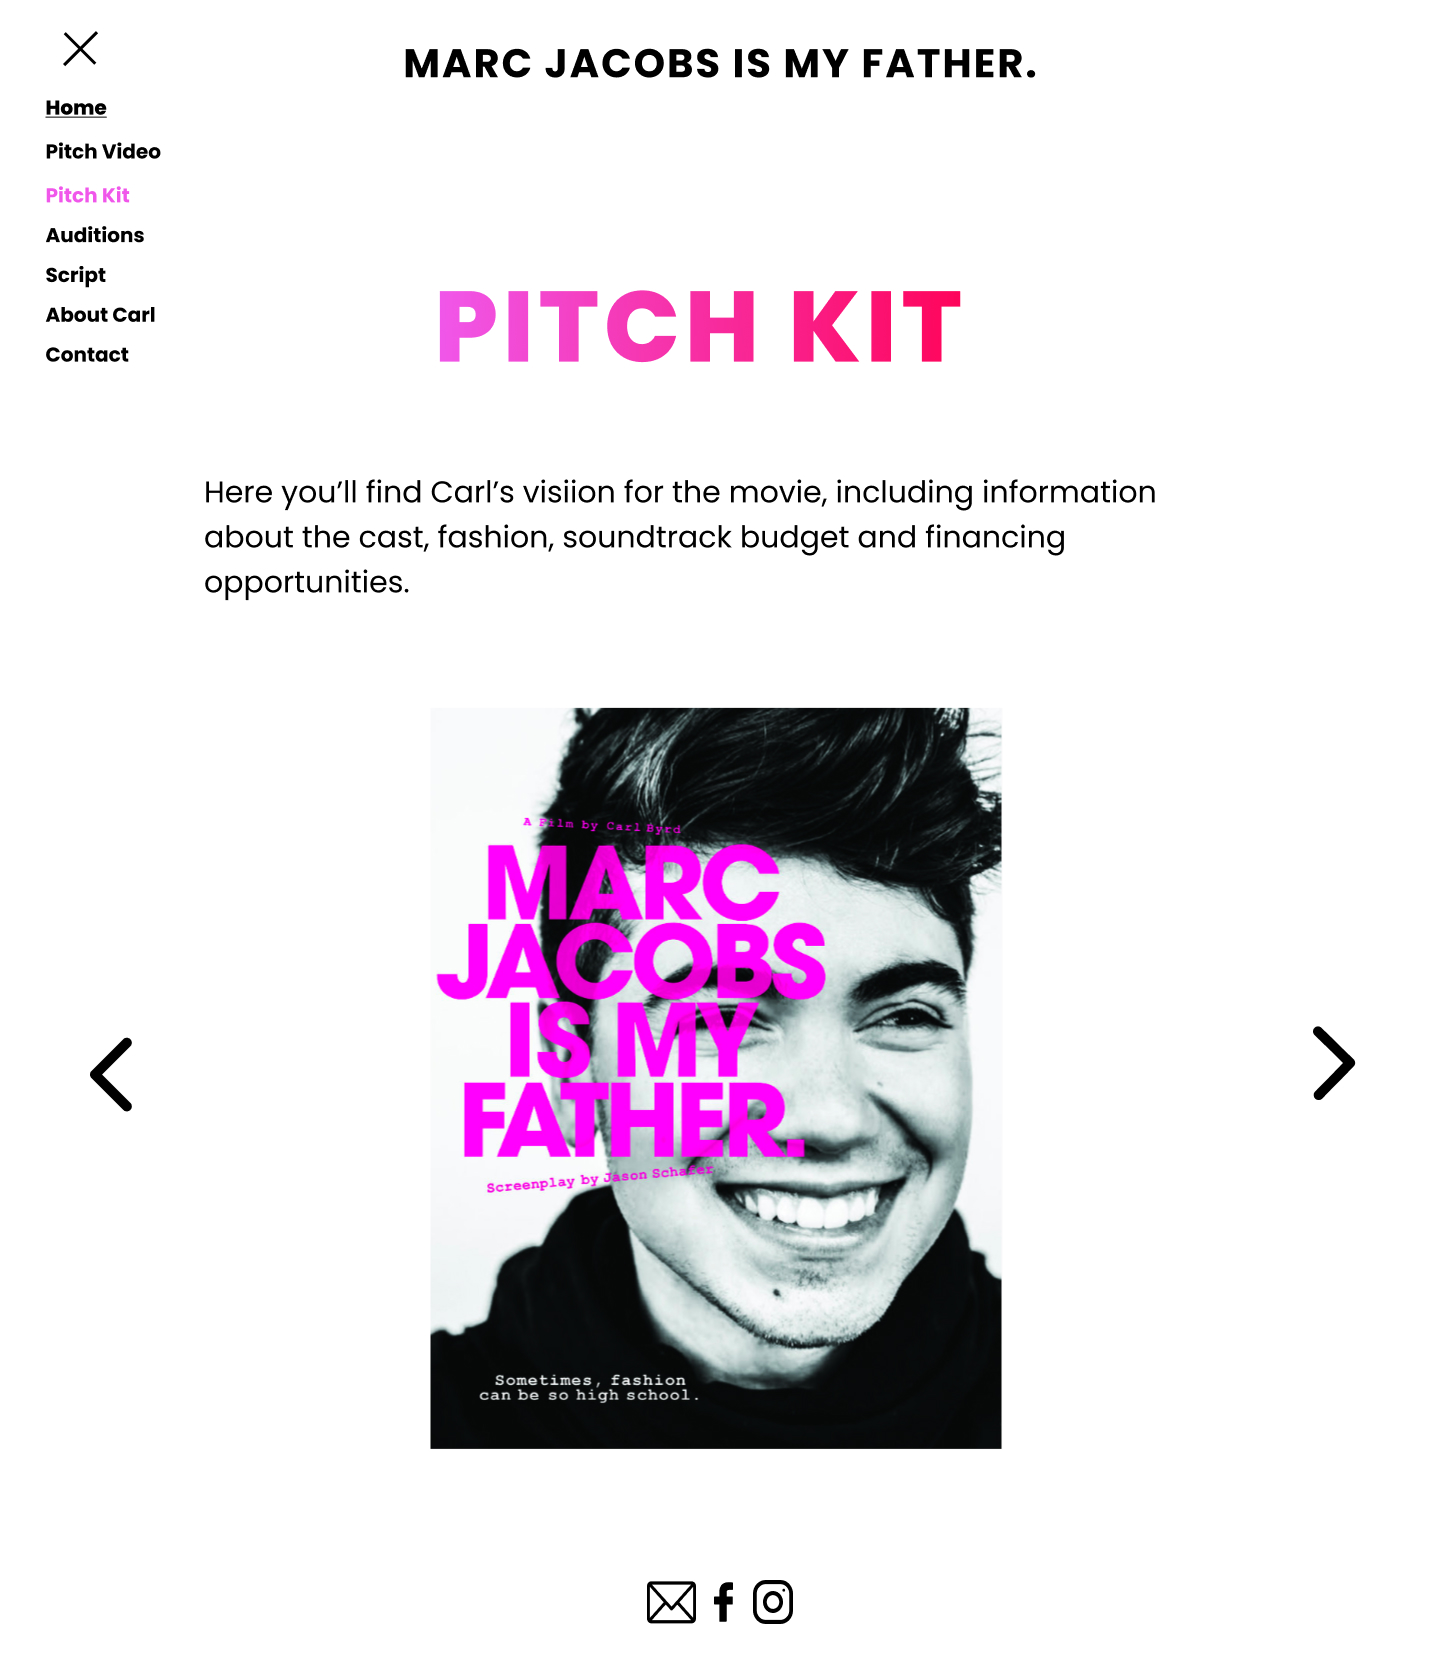 MARC JACOBS IS MY FATHER.
Home
Pitch Video
Pitch Kit
Auditions
Script
About Carl
Contact
PITCH KIT
Here you’ll find Carl’s visiion for the movie, including information
about the cast, fashion, soundtrack budget and financing
opportunities.
A Film by Carl Byrd
MARC
JACOBS
IS MY
FATHER.
Screenplay by Jason Schafer
Sometimes, fashion
can be so high school.